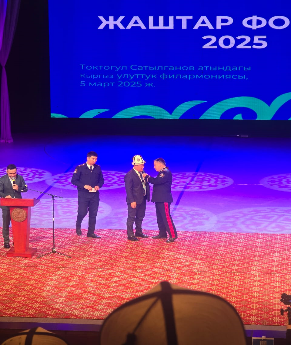 ЖАШТАР ФО
2025
Токтогул Сатылганов атындагы
Кыргыз улуттук филармониясы,
5 март 2025 ж.